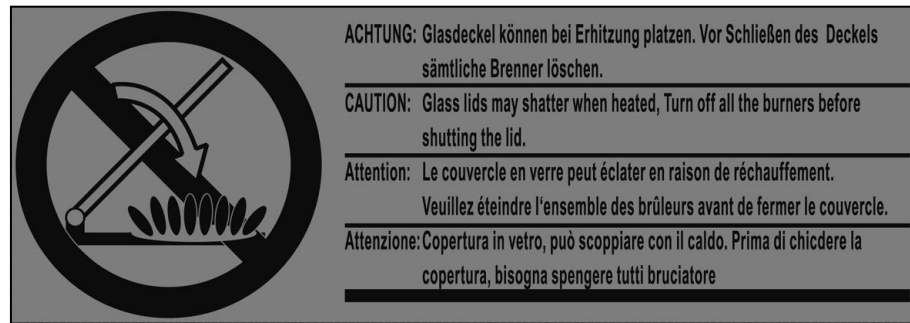 ACHTUNG: Glasdeckel können bei Erhitzung platzen. Vor Schließen des Deckels
sämtliche Brenner löschen.
CAUTION: Glass lids may shatter when heated, Turn off all the burners before
shutting the lid.
Attention: Le couvercle en verre peut éclater en raison de réchauffement.
Veuillez éteindre l'ensemble des brûleurs avant de fermer le couvercle.
Attenzione: Copertura in vetro, può scoppiare con il caldo. Prima di chicdere la
copertura, bisogna spengere tutti bruciatore